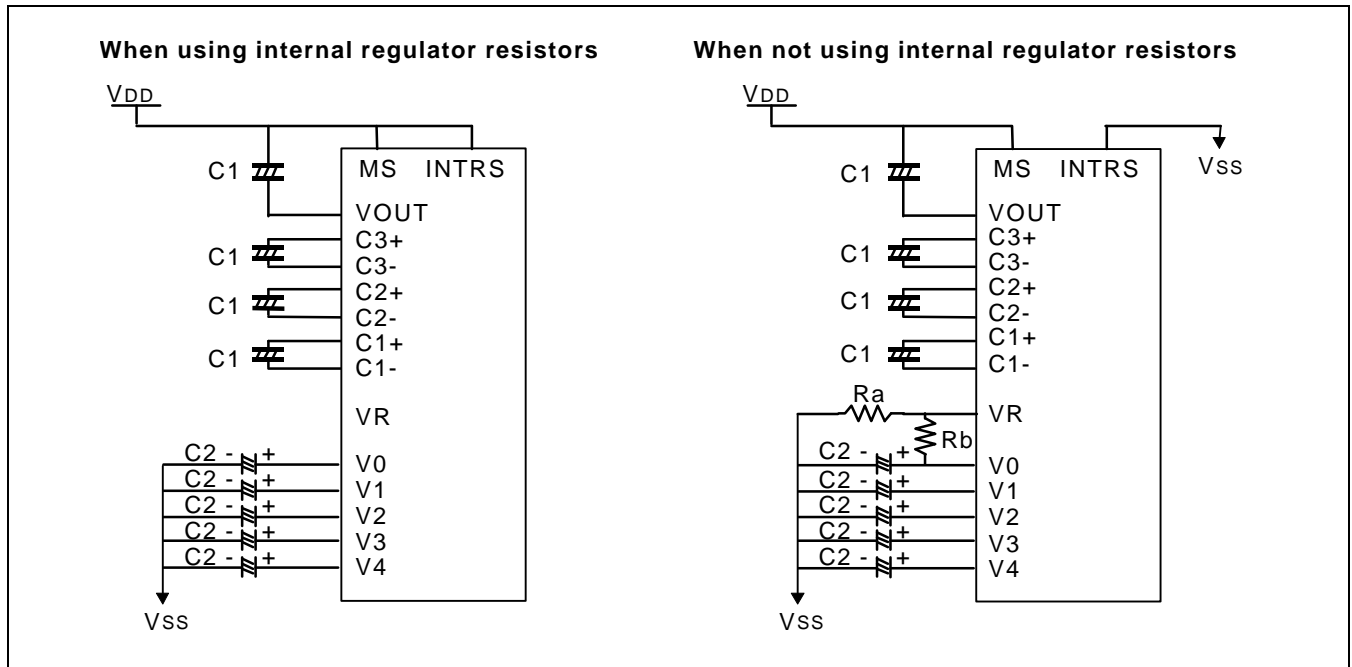 When using internal regulator resistors
VDD
C1
MS INTRS
VOUT
C1
C3+
C3-
C1
C2+
C2-
C1
C1+
C1-
VR
C2 - +
V0
C2 - +
V1
C2 - +
V2
C2 - +
V3
C2 - +
V4
VSS
When not using internal regulator resistors
VDD
C1
MS INTRS
VSS
VOUT
C1
C3+
C3-
C1
C2+
C2-
C1
C1+
C1-
Ra
VR
Rb
C2 - +
V0
C2 - +
V1
C2 - +
V2
C2 - +
V3
C2 - +
V4
VSS